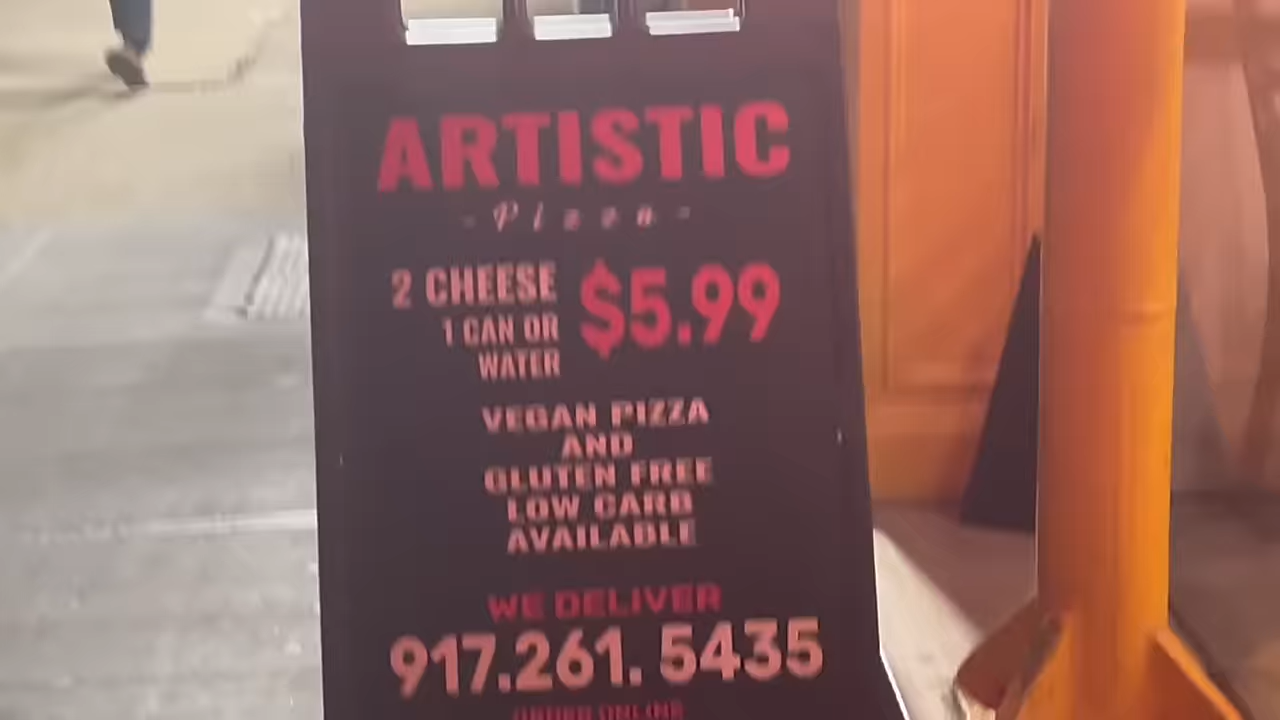 ARTISTIC
- Pizza -
2 CHEESE
1 CAN OR
WATER
$5.99
VEGAN PIZZA
AND
GLUTEN FREE
LOW CARB
AVAILABLE
WE DELIVER
917.261. 5435
ORDER ONLINE